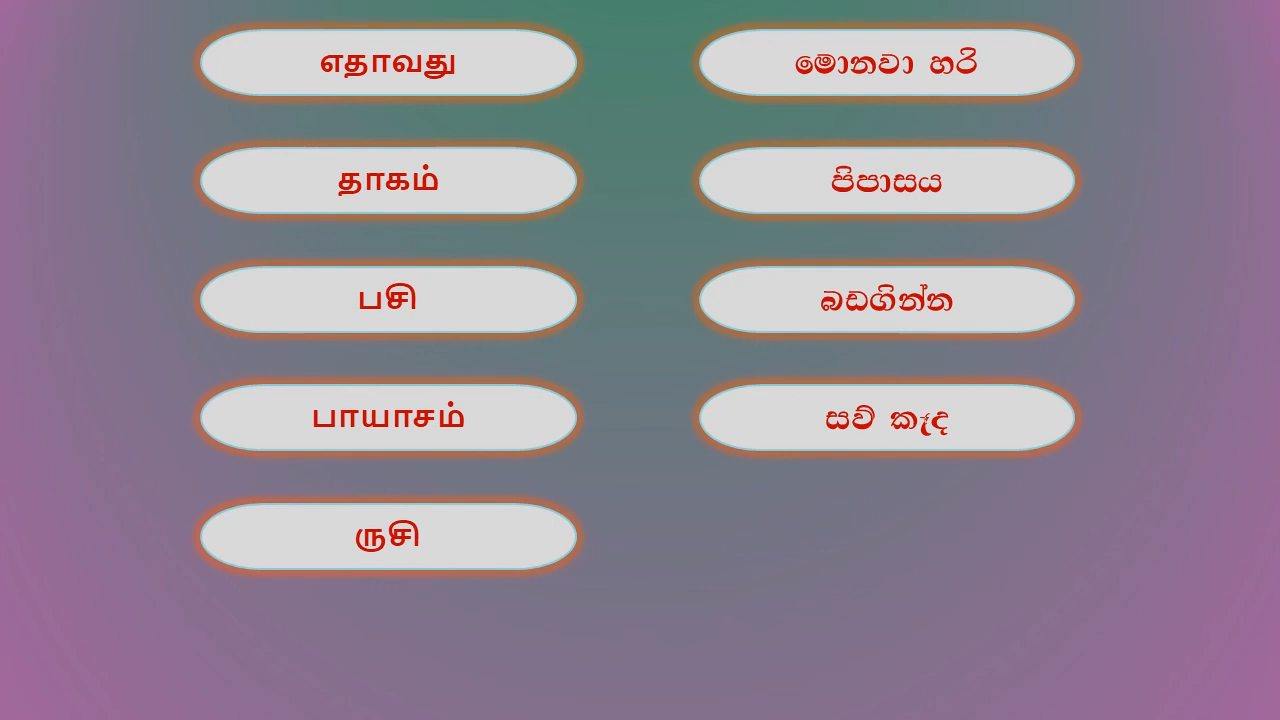 எதாவது
මොනවා හරි
தாகம்
පිපාසය
பசி
බඩගින්න
பாயாசம்
සව් කැඳ
ருசி